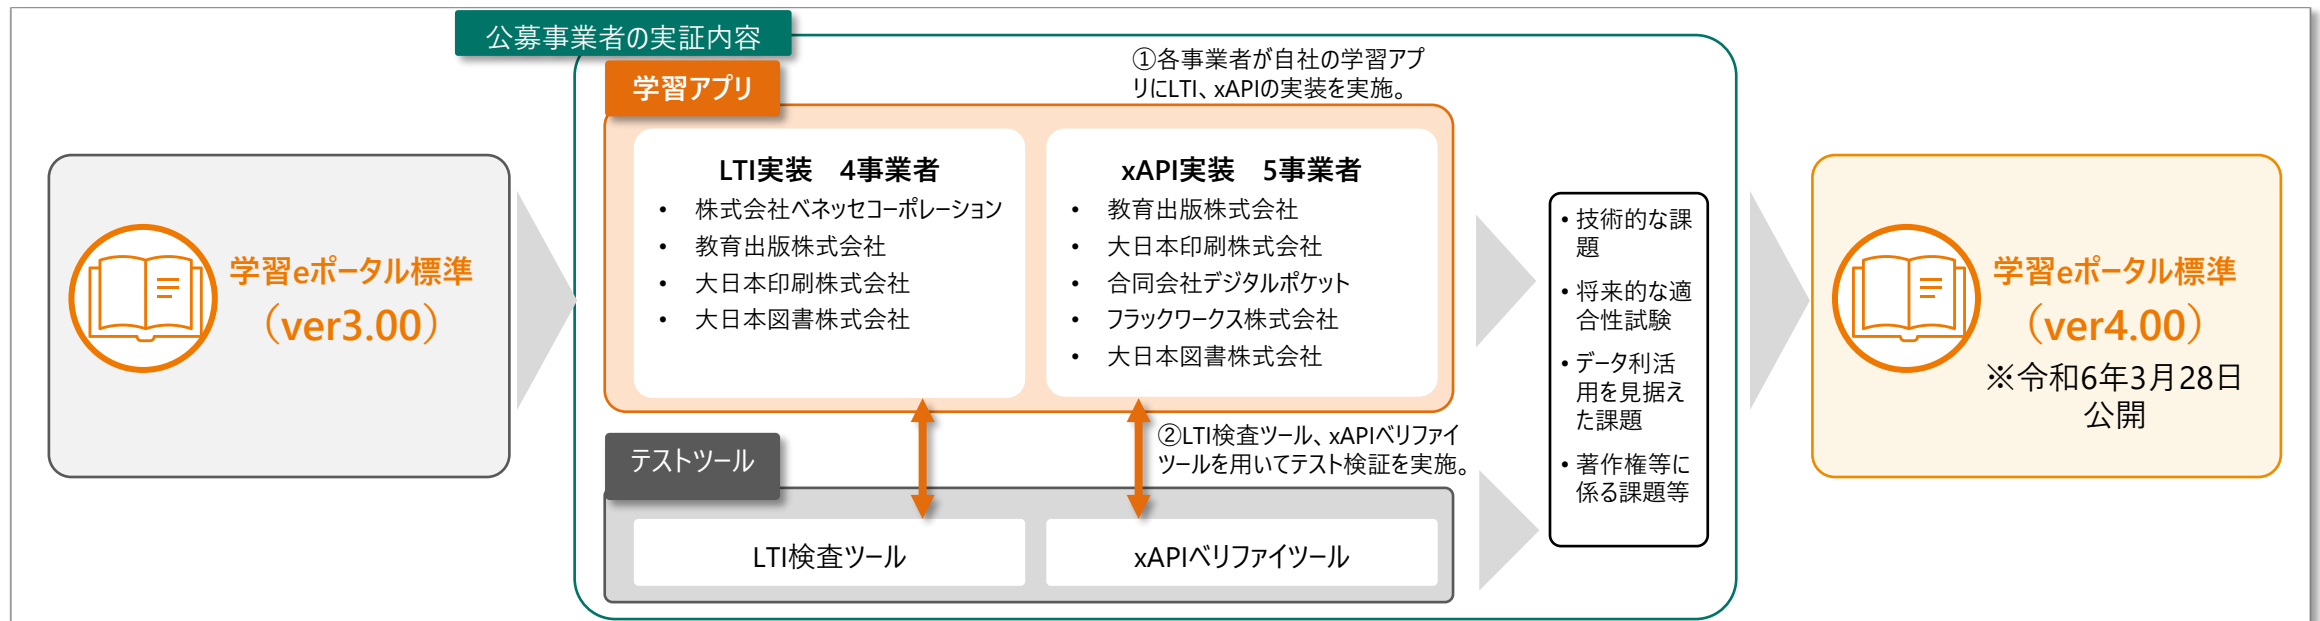 公募事業者の実証内容
学習eポータル標準
（ver3.00）
学習アプリ
①各事業者が自社の学習アプ
リにLTI、xAPIの実装を実施。
LTI実装　4事業者
• 株式会社ベネッセコーポレーション
• 教育出版株式会社
• 大日本印刷株式会社
• 大日本図書株式会社
xAPI実装　5事業者
• 教育出版株式会社
• 大日本印刷株式会社
• 合同会社デジタルポケット
• フラックワークス株式会社
• 大日本図書株式会社
②LTI検査ツール、xAPIベリファイ
ツールを用いてテスト検証を実施。
テストツール
LTI検査ツール
xAPIベリファイツール
• 技術的な課
題
• 将来的な適
合性試験
• データ利活
用を見据え
た課題
• 著作権等に
係る課題等
学習eポータル標準
（ver4.00）
※令和6年3月28日
公開